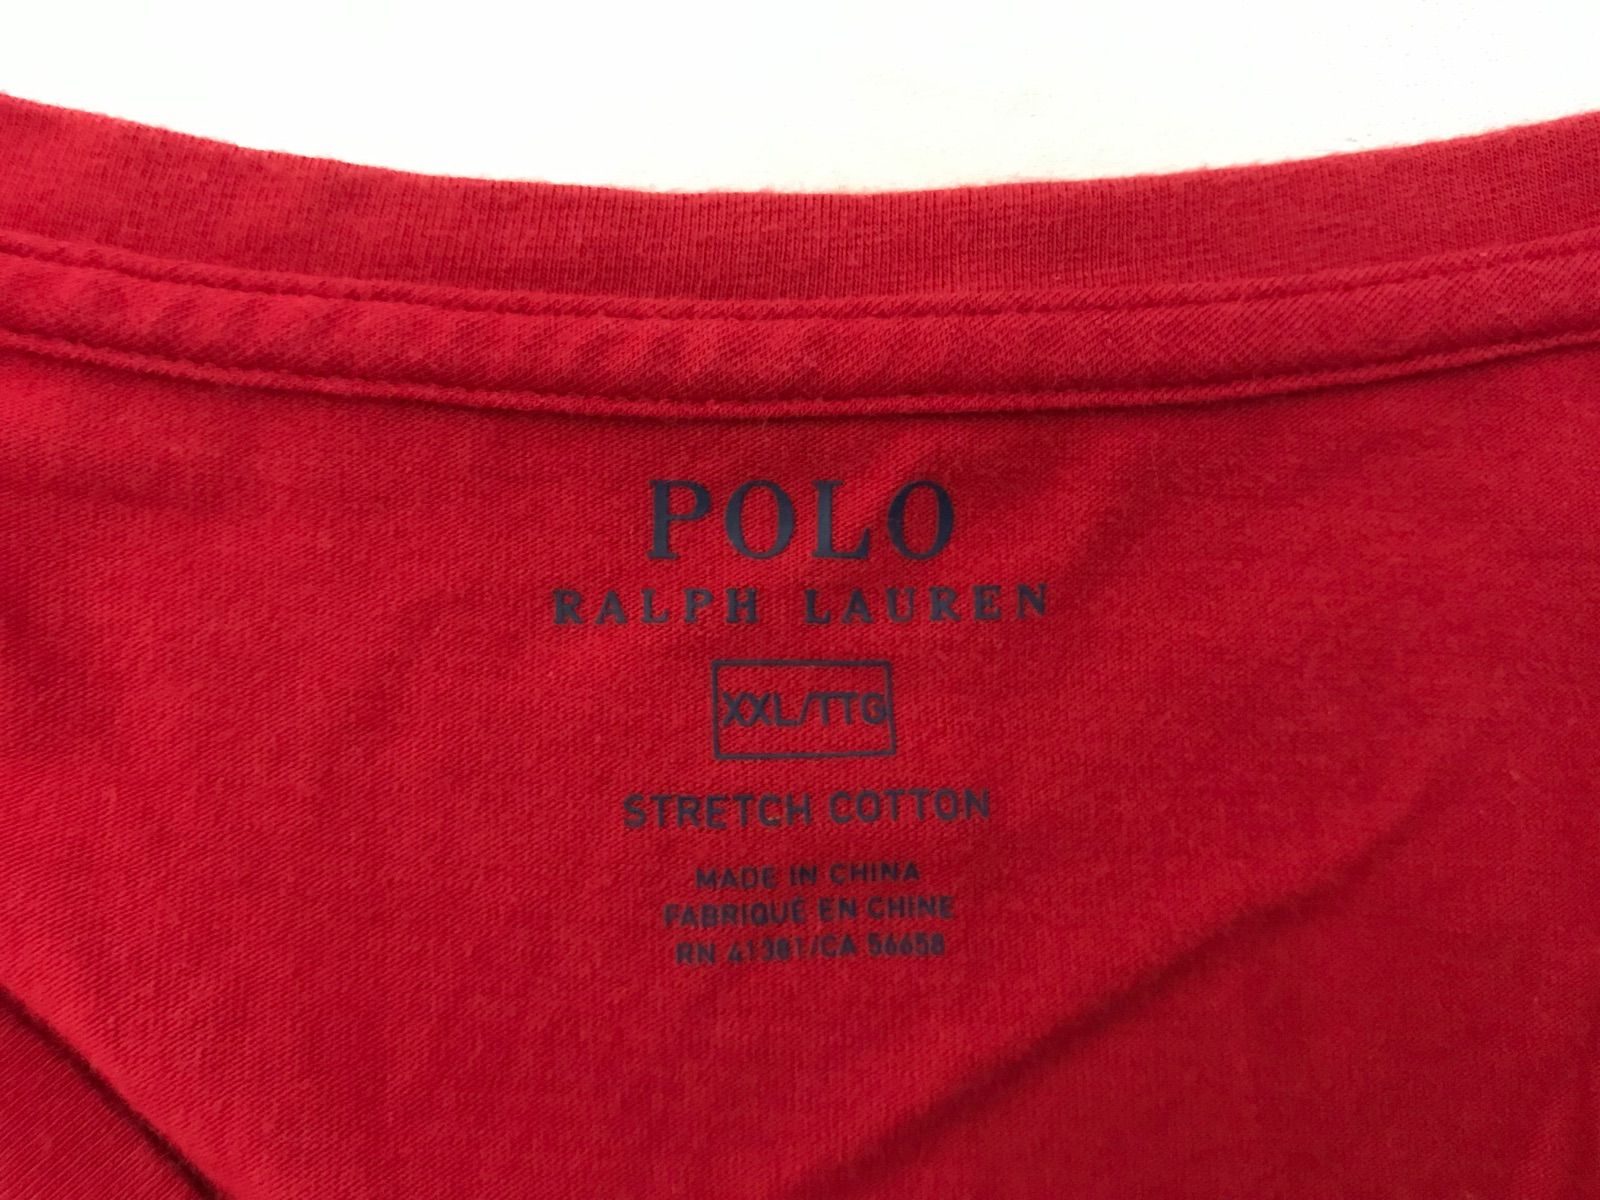 POLO
RALPH LAUREN
XXL/TTG
STRETCH COTTON
MADE IN CHINA
FABRIQUÉ EN CHINE
RN 41381/CA 56658